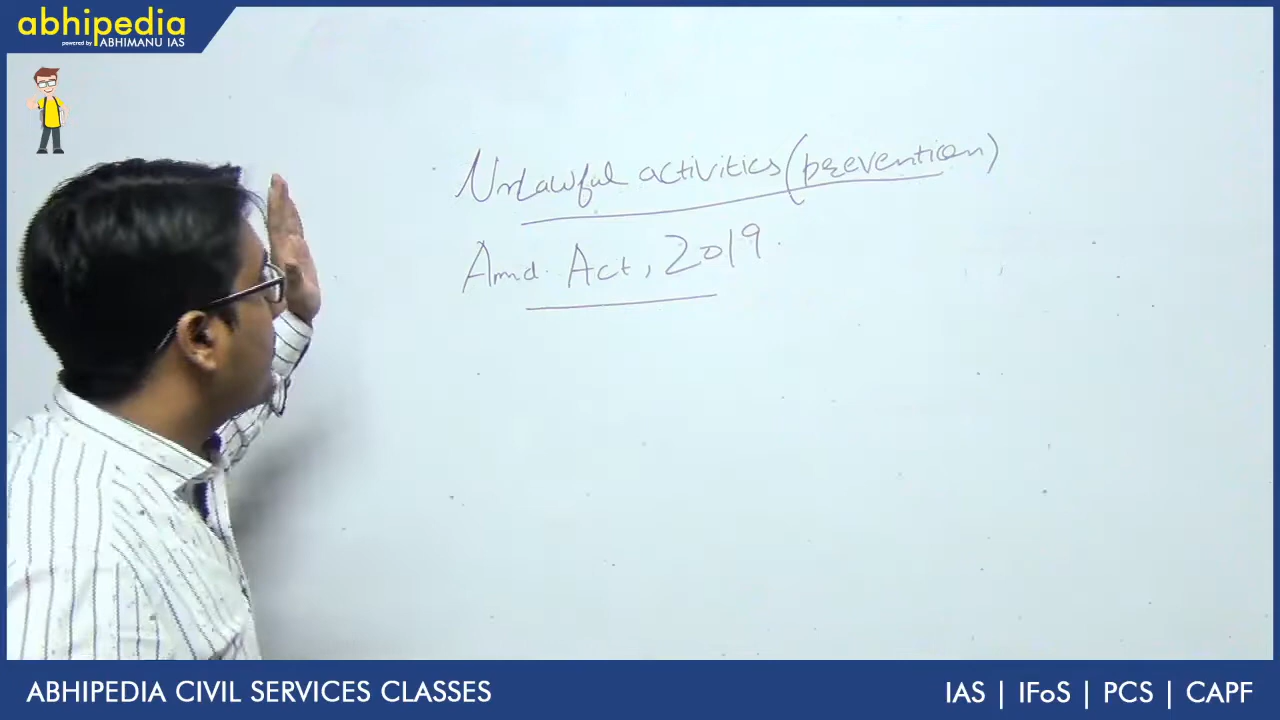 abhipedia
powered by ABHIMANU IAS
Unlawful activities (prevention)
Amd. Act, 2019.
ABHIPEDIA CIVIL SERVICES CLASSES
IAS | IFoS | PCS | CAPF